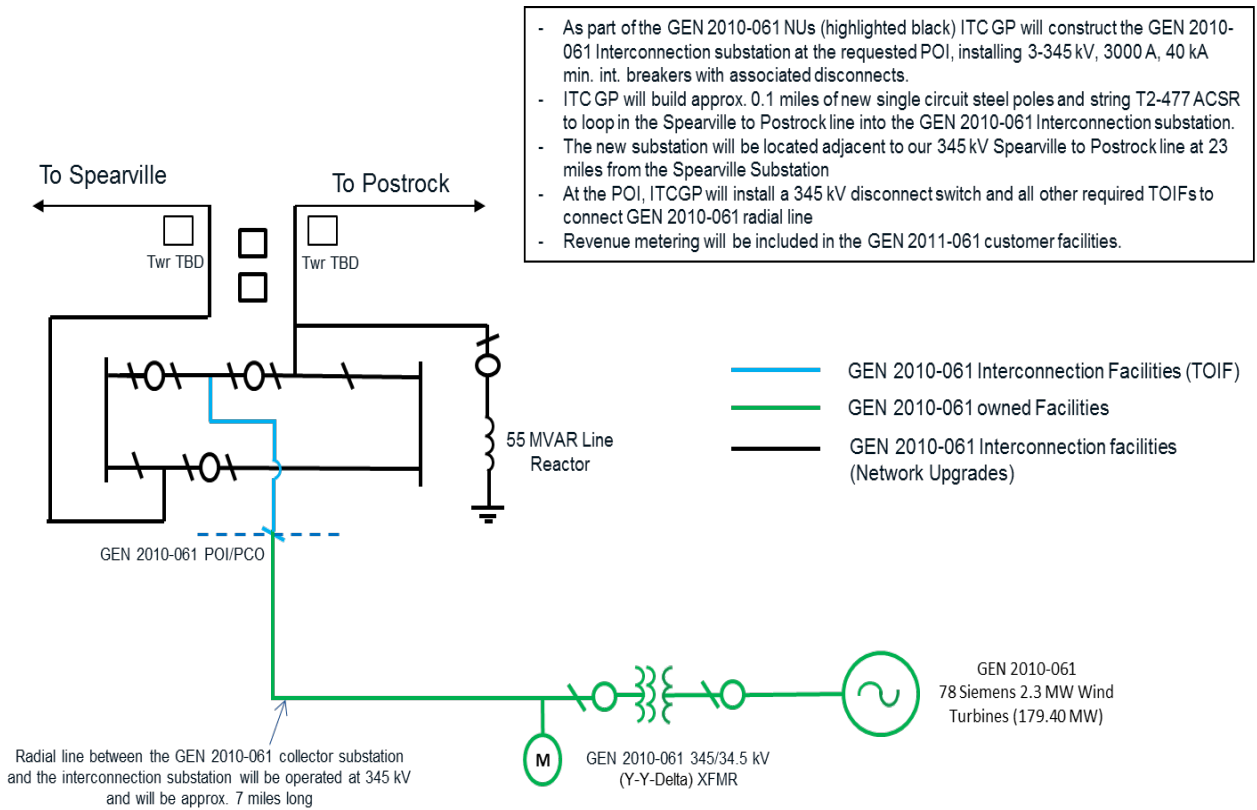 - As part of the GEN 2010-061 NUs (highlighted black) ITC GP will construct the GEN 2010-
061 Interconnection substation at the requested POI, installing 3-345 kV, 3000 A, 40 kA
min. int. breakers with associated disconnects.
- ITC GP will build approx. 0.1 miles of new single circuit steel poles and string T2-477 ACSR
to loop in the Spearville to Postrock line into the GEN 2010-061 Interconnection substation.
- The new substation will be located adjacent to our 345 kV Spearville to Postrock line at 23
miles from the Spearville Substation
- At the POI, ITCGP will install a 345 kV disconnect switch and all other required TOIFs to
connect GEN 2010-061 radial line
- Revenue metering will be included in the GEN 2011-061 customer facilities.
To Spearville
To Postrock
Twr TBD
Twr TBD
55 MVAR Line
Reactor
GEN 2010-061 Interconnection Facilities (TOIF)
GEN 2010-061 owned Facilities
GEN 2010-061 Interconnection facilities
(Network Upgrades)
GEN 2010-061 POI/PCO
GEN 2010-061
78 Siemens 2.3 MW Wind
Turbines (179.40 MW)
M
GEN 2010-061 345/34.5 kV
(Y-Y-Delta) XFMR
Radial line between the GEN 2010-061 collector substation
and the interconnection substation will be operated at 345 kV
and will be approx. 7 miles long